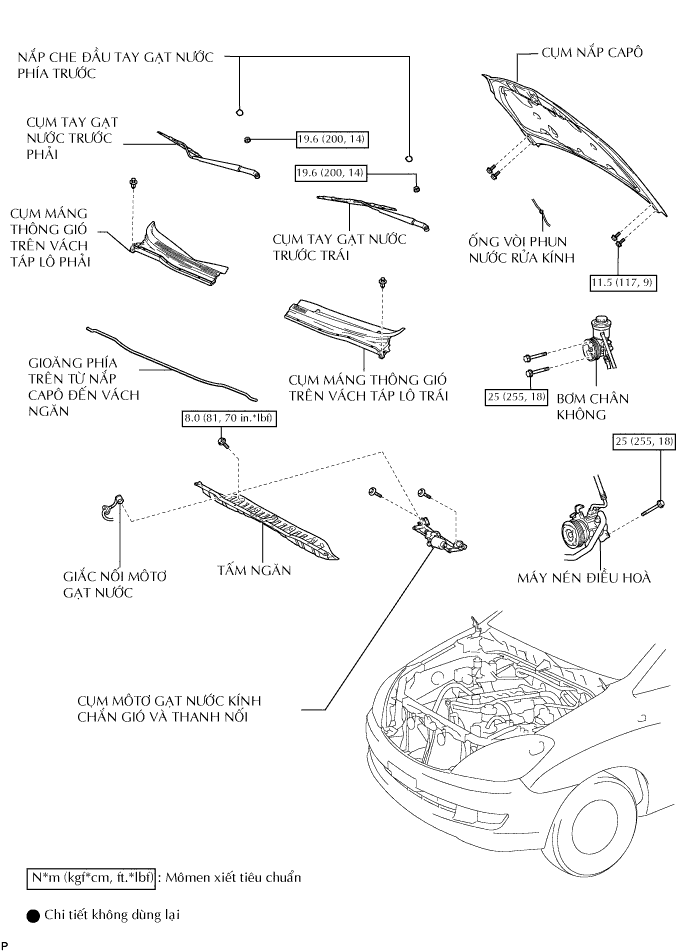 NẮP CHE ĐẦU TAY GẠT NƯỚC
PHÍA TRƯỚC
CỤM NẮP CAPÔ
CỤM TAY GẠT
NƯỚC TRƯỚC
PHẢI
19.6 (200, 14)
19.6 (200, 14)
CỤM MÁNG
THÔNG GIÓ
TRÊN VÁCH
TÁP LÔ PHẢI
CỤM TAY GẠT NƯỚC
TRƯỚC TRÁI
ỐNG VÒI PHUN
NƯỚC RỬA KÍNH
11.5 (117, 9)
GIOĂNG PHÍA
TRÊN TỪ NẮP
CAPÔ ĐẾN VÁCH
NGĂN
CỤM MÁNG THÔNG GIÓ
TRÊN VÁCH TÁP LÔ TRÁI
25 (255, 18)
BƠM CHÂN
KHÔNG
8.0 (81, 70 in.*lbf)
25 (255, 18)
GIẮC NỐI MÔTƠ
GẠT NƯỚC
TẤM NGĂN
MÁY NÉN ĐIỀU HOÀ
CỤM MÔTƠ GẠT NƯỚC KÍNH
CHẮN GIÓ VÀ THANH NỐI
N*m (kgf*cm, ft.*lbf) : Mômen xiết tiêu chuẩn
Chi tiết không dùng lại
P